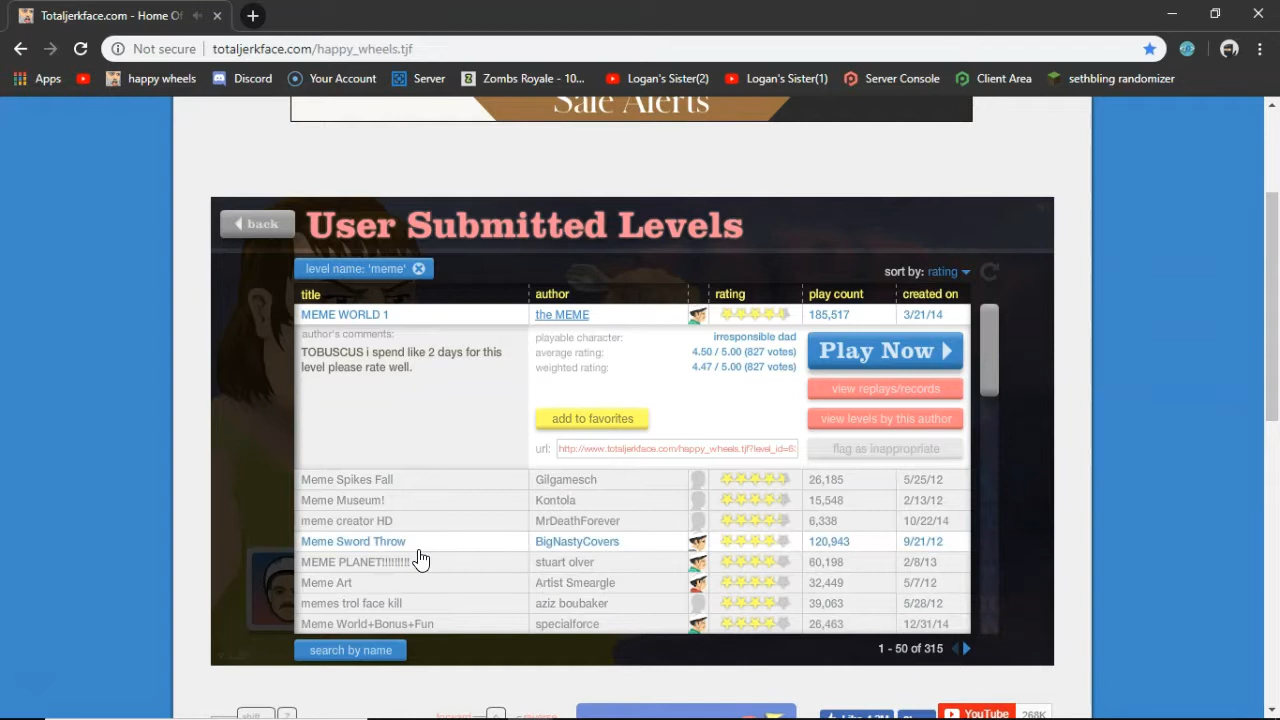 Totaljerkface.com - Home Of
Not secure totaljerkface.com/happy_wheels.tjf
Apps happy wheels Discord Your Account Server Zombs Royale - 10... Logan's Sister(2) Logan's Sister(1) Server Console Client Area sethbling randomizer
Sale Alerts
back User Submitted Levels
level name: 'meme' sort by: rating
title author rating play count created on
MEME WORLD 1 the MEME 185,517 3/21/14
author's comments:
TOBUSCUS i spend like 2 days for this
level please rate well.
playable character: irresponsible dad
average rating: 4.50 / 5.00 (827 votes)
weighted rating: 4.47 / 5.00 (827 votes)
Play Now
view replays/records
add to favorites view levels by this author
url: http://www.totaljerkface.com/happy_wheels.tjf?level_id=6 flag as inappropriate
Meme Spikes Fall Gilgamesch 26,185 5/25/12
Meme Museum! Kontola 15,548 2/13/12
meme creator HD MrDeathForever 6,338 10/22/14
Meme Sword Throw BigNastyCovers 120,943 9/21/12
MEME PLANET!!!!!!!!! stuart olver 60,198 2/8/13
Meme Art Artist Smeargle 32,449 5/7/12
memes trol face kill aziz boubaker 39,063 5/28/12
Meme World+Bonus+Fun specialforce 26,463 12/31/14
search by name 1 - 50 of 315
shift ? forward YouTube 268K